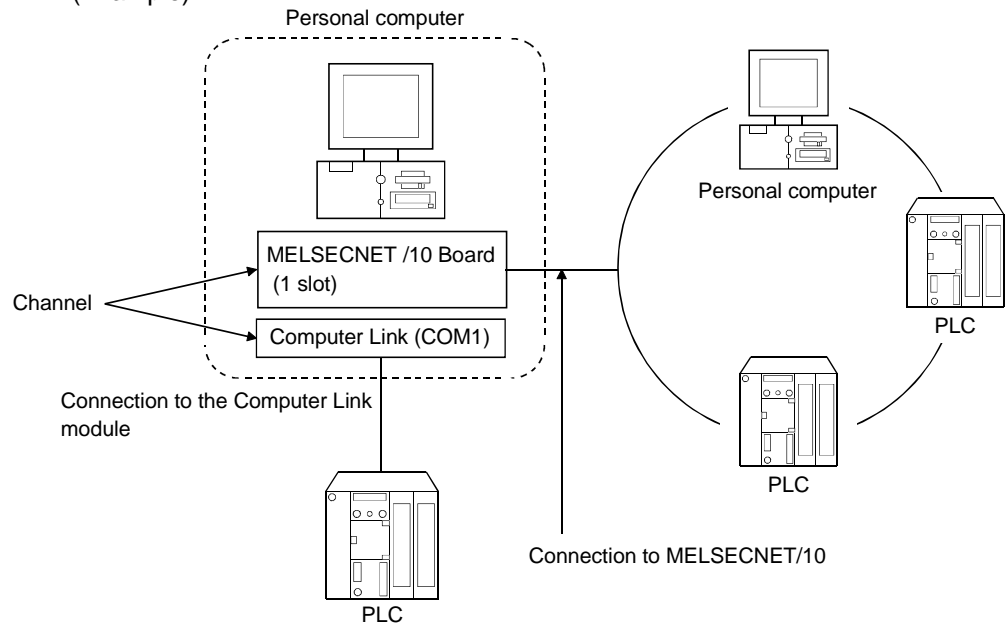 Personal computer
MELSECNET /10 Board
(1 slot)
Channel
Computer Link (COM1)
Connection to the Computer Link
module
PLC
Connection to MELSECNET/10
Personal computer
PLC
PLC